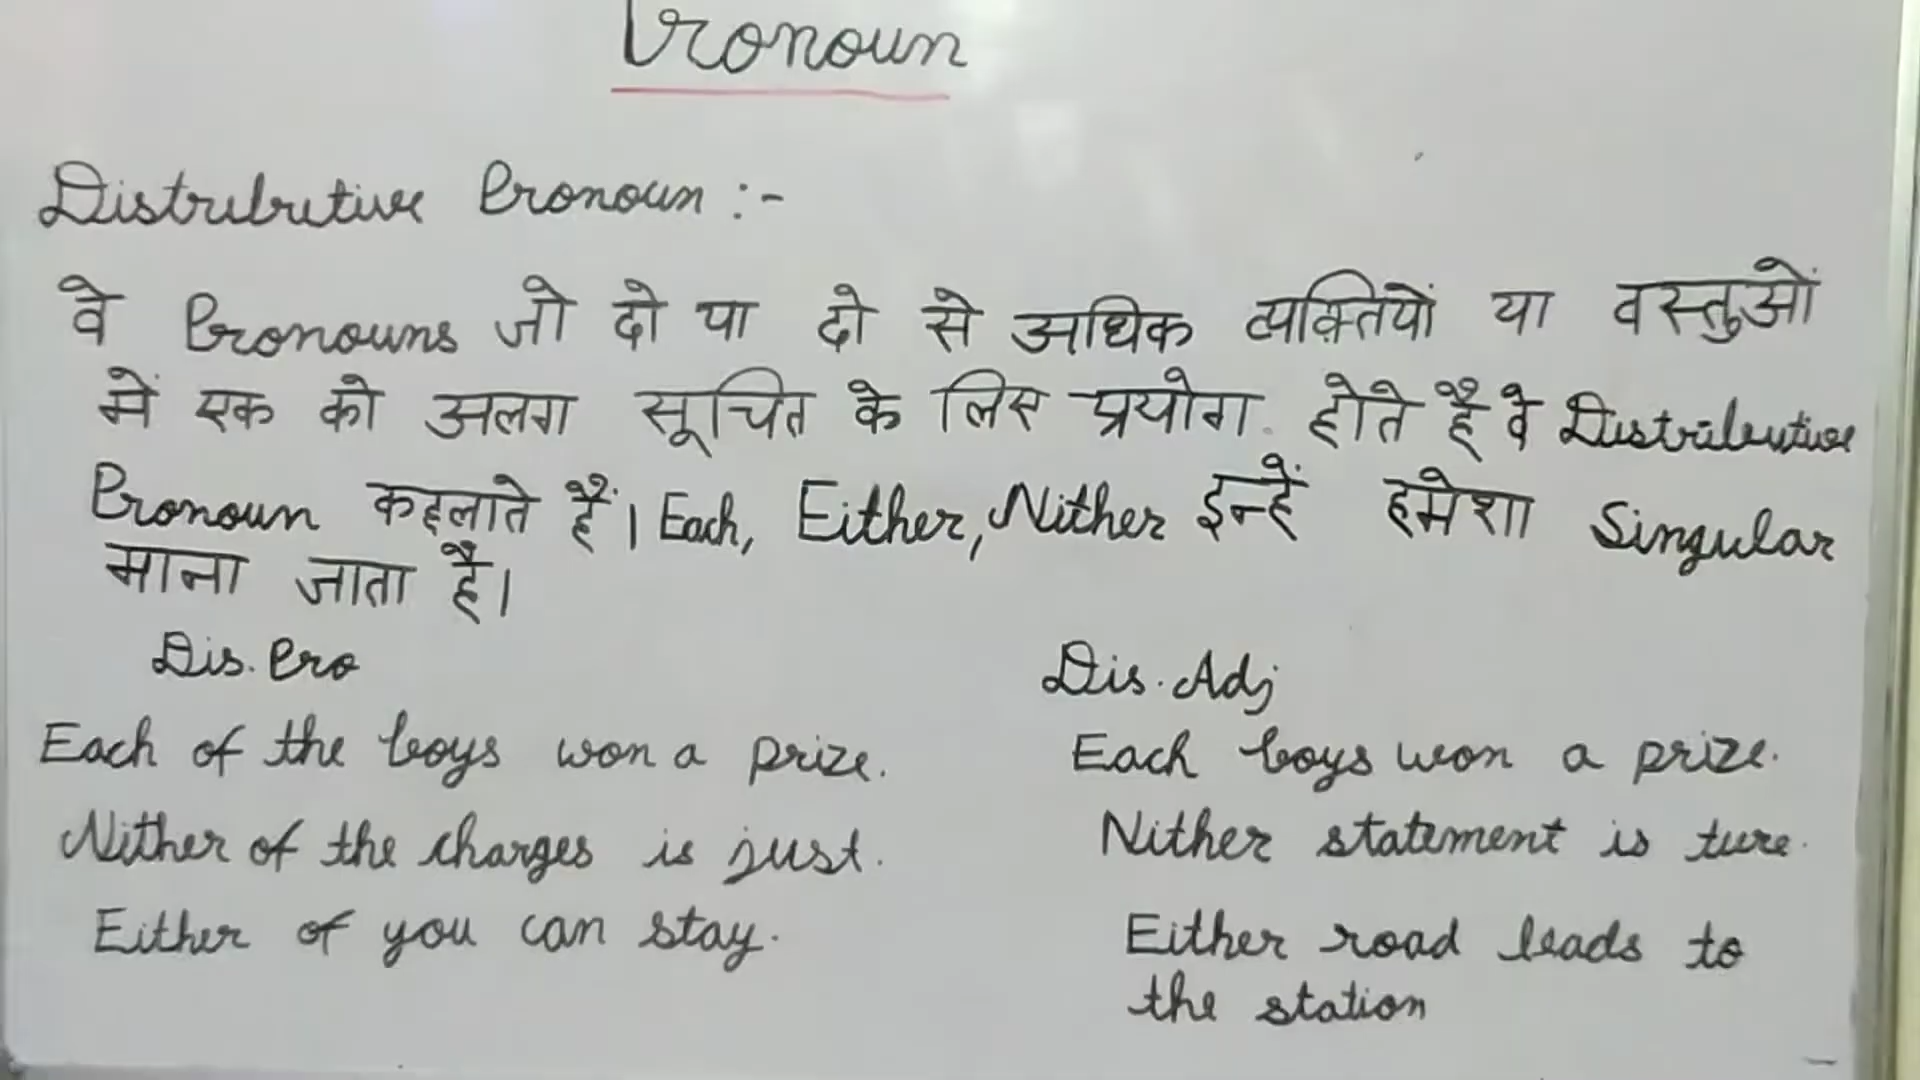 Pronoun
Distributive Pronoun :-
वे Pronouns जो दो या दो से अधिक व्यक्तियों या वस्तुओं
में एक को अलग सूचित के लिए प्रयोग होते है वे Distributive
Pronoun कहलाते हैं। Each, Either, Nither इन्हें हमेशा Singular
माना जाता है।
Dis. Pro
Each of the boys won a prize.
Nither of the charges is just.
Either of you can stay.
Dis. Adj
Each boys won a prize.
Nither statement is ture.
Either road leads to
the station